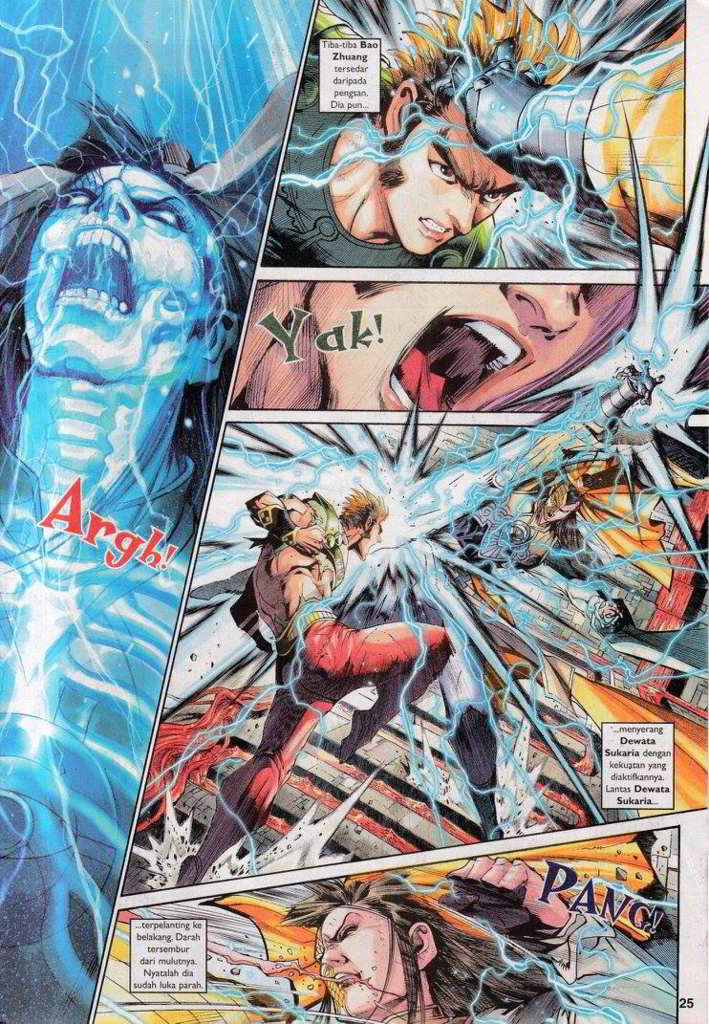 Tiba-tiba Bao
Zhuang
tersedar
daripada
pengsan.
Dia pun...
Yak!
Argh!
"...menyerang
Dewata
Sukaria dengan
kekuatan yang
diaktifkannya.
Lantas Dewata
Sukaria...
PANG!
...terpelanting ke
belakang. Darah
tersembur
dari mulutnya.
Nyatalah dia
sudah luka parah.
25